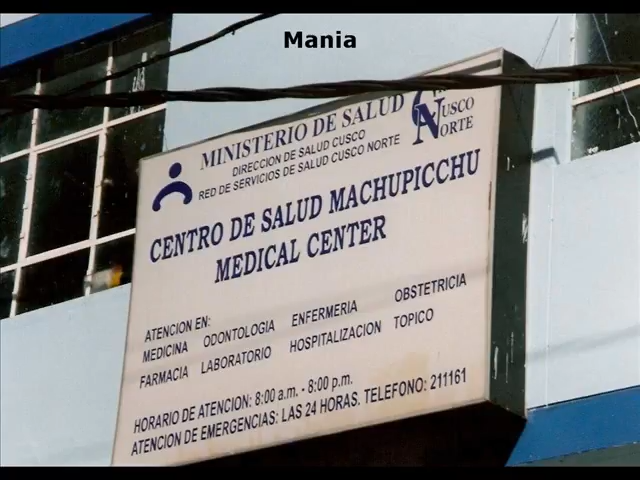 Mania
MINISTERIO DE SALUD
DIRECCION DE SALUD CUSCO
RED DE SERVICIOS DE SALUD CUSCO NORTE
NUSCO
NORTE
CENTRO DE SALUD MACHUPICCHU
MEDICAL CENTER
ATENCION EN:
MEDICINA ODONTOLOGIA ENFERMERIA OBSTETRICIA
FARMACIA LABORATORIO HOSPITALIZACION TOPICO
HORARIO DE ATENCION: 8:00 a.m. - 8:00 p.m.
ATENCION DE EMERGENCIAS: LAS 24 HORAS. TELEFONO: 211161